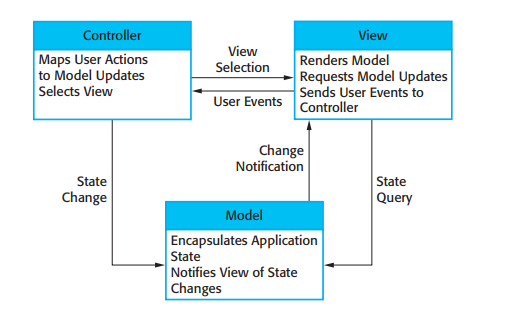 Controller
Maps User Actions
to Model Updates
Selects View
View
Selection
User Events
View
Renders Model
Requests Model Updates
Sends User Events to
Controller
State
Change
Change
Notification
State
Query
Model
Encapsulates Application
State
Notifies View of State
Changes